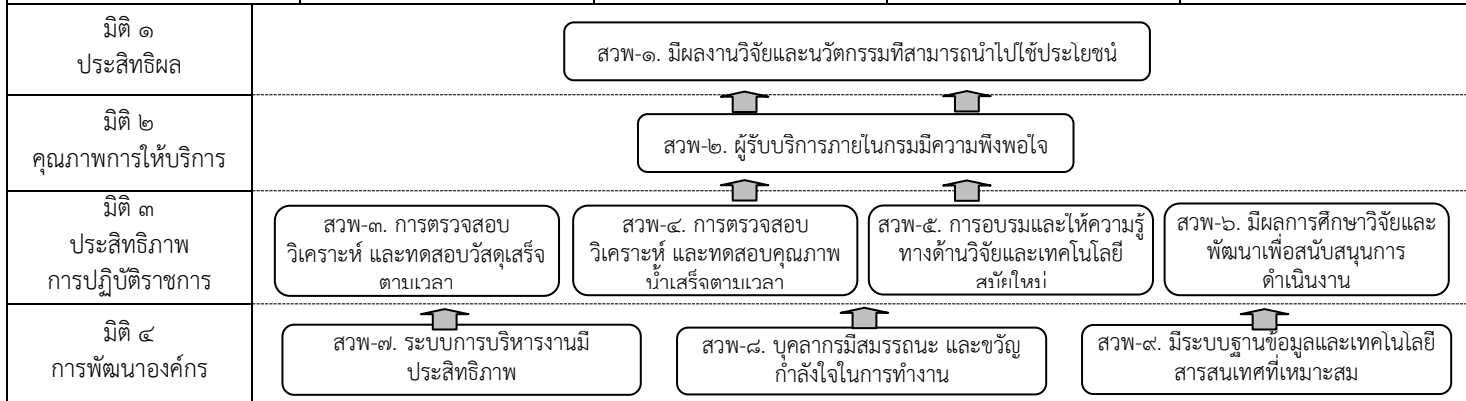 มิติ ๑
ประสิทธิผล
สวพ-๑. มีผลงานวิจัยและนวัตกรรมที่สามารถนำไปใช้ประโยชน์
มิติ ๒
คุณภาพการให้บริการ
สวพ-๒. ผู้รับบริการภายในกรมมีความพึงพอใจ
มิติ ๓
ประสิทธิภาพ
การปฏิบัติราชการ
สวพ-๓. การตรวจสอบ
วิเคราะห์ และทดสอบวัสดุเสร็จ
ตามเวลา
สวพ-๔. การตรวจสอบ
วิเคราะห์ และทดสอบคุณภาพ
น้ำเสร็จตามเวลา
สวพ-๕. การอบรมและให้ความรู้
ทางด้านวิจัยและเทคโนโลยี
สมัยใหม่
สวพ-๖. มีผลการศึกษาวิจัยและ
พัฒนาเพื่อสนับสนุนการ
ดำเนินงาน
มิติ ๔
การพัฒนาองค์กร
สวพ-๗. ระบบการบริหารงานมี
ประสิทธิภาพ
สวพ-๘. บุคลากรมีสมรรถนะ และขวัญ
กำลังใจในการทำงาน
สวพ-๙. มีระบบฐานข้อมูลและเทคโนโลยี
สารสนเทศที่เหมาะสม